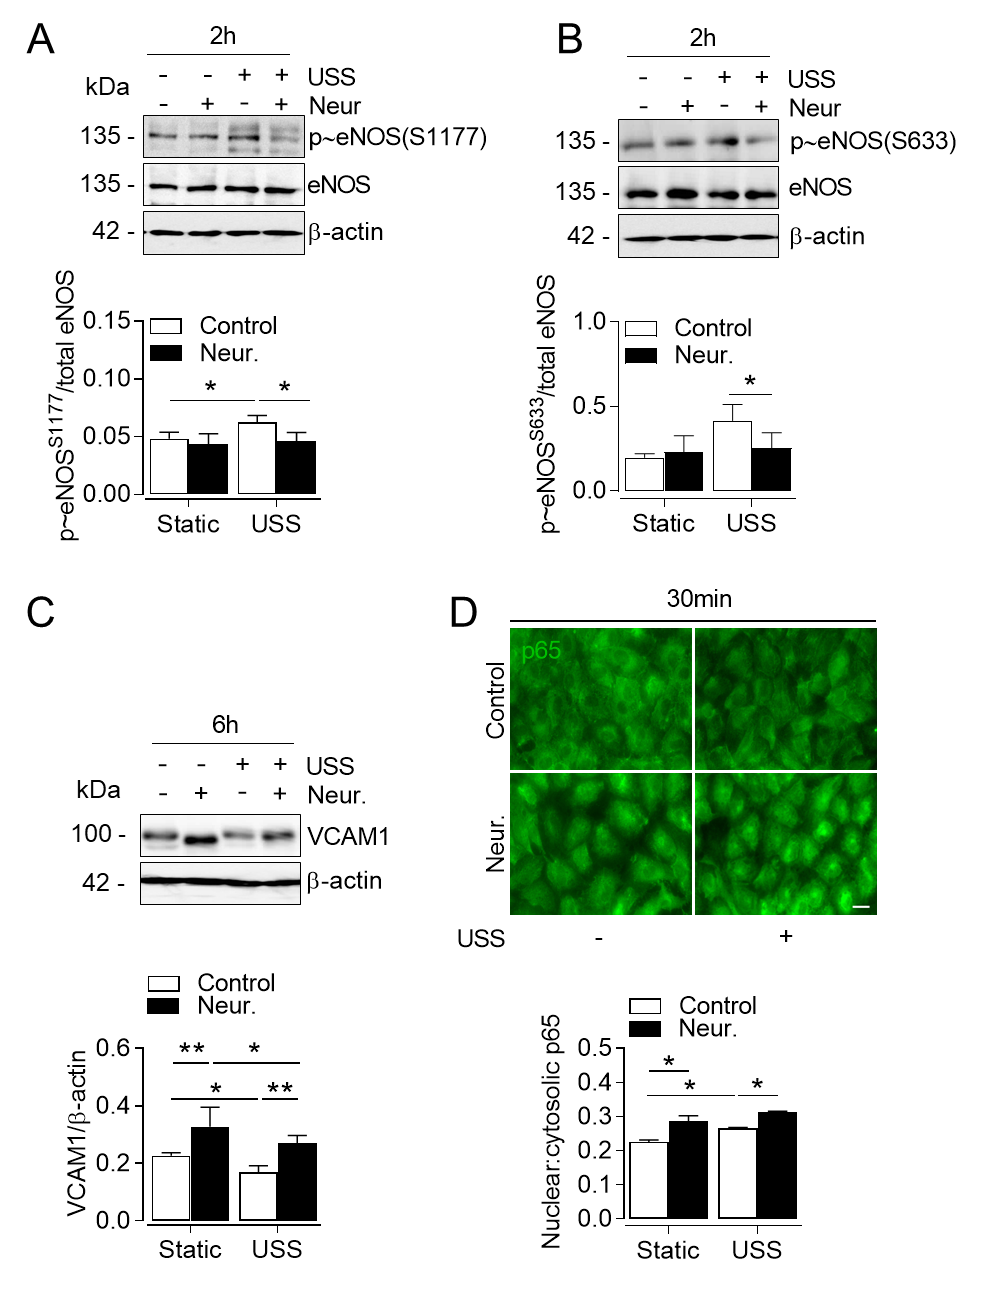 A
2h
kDa
- - + + USS
- + - + Neur
135 - p~eNOS(S1177)
135 - eNOS
42 - β-actin
p~eNOS^S1177/total eNOS
0.15
0.10
0.05
0.00
Control
Neur.
*
*
Static USS
B
2h
- - + + USS
- + - + Neur
135 - p~eNOS(S633)
135 - eNOS
42 - β-actin
p~eNOS^S633/total eNOS
1.0
0.5
0.0
Control
Neur.
*
Static USS
C
6h
kDa
- - + + USS
- + - + Neur.
100 - VCAM1
42 - β-actin
Control
Neur.
VCAM1/β-actin
0.6
0.4
0.2
0.0
** *
* **
Static USS
D
30min
Control
p65
Neur.
USS - +
Control
Neur.
Nuclear:cytosolic p65
0.5
0.4
0.3
0.2
0.1
0.0
*
* *
Static USS